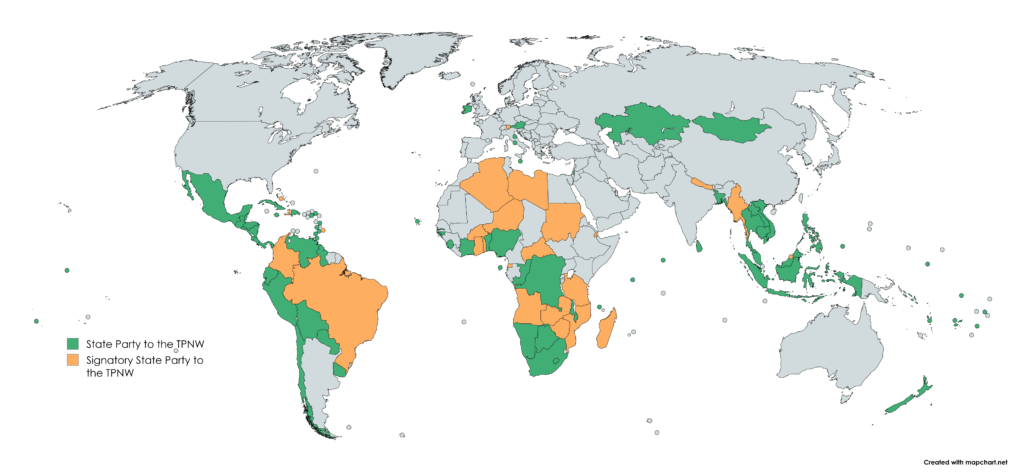 State Party to the TPNW
Signatory State Party to
the TPNW
Created with mapchart.net